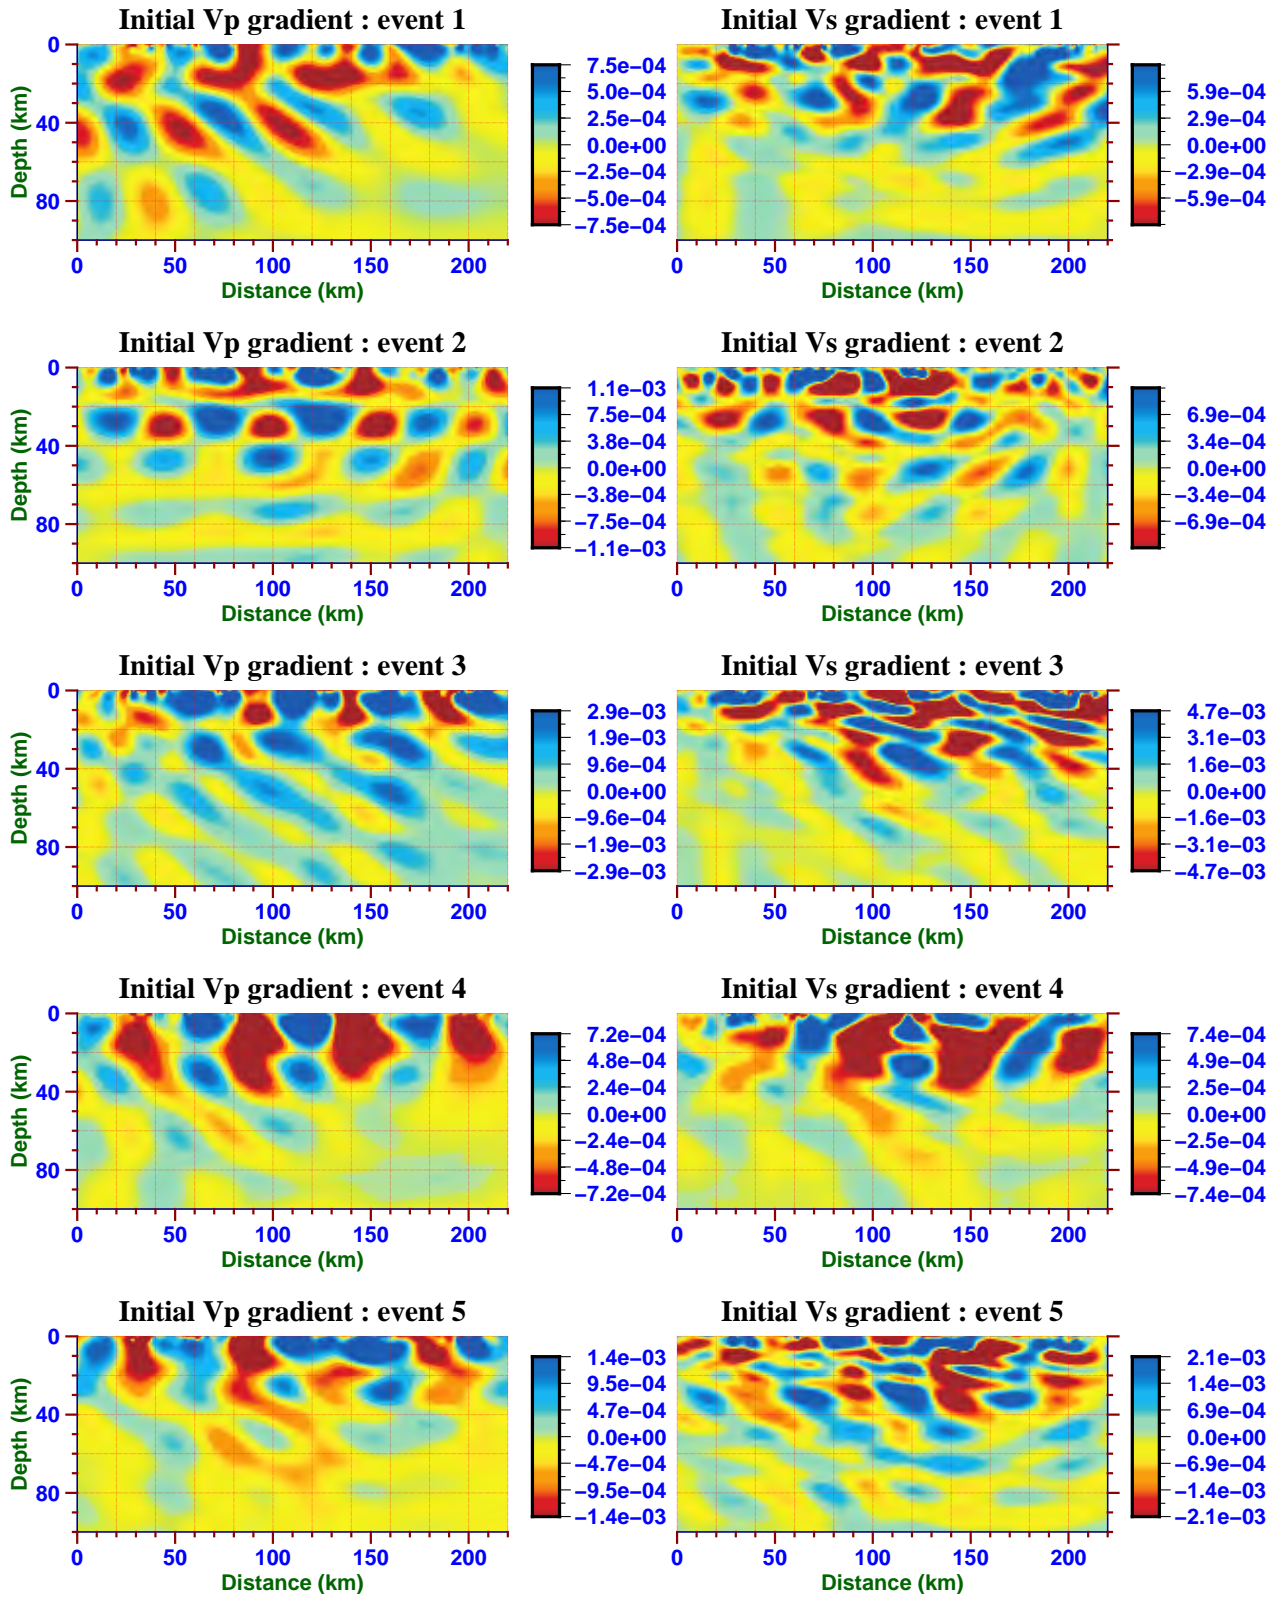 Initial Vp gradient : event 1
0
40
80
Depth (km)
0 50 100 150 200
Distance (km)
7.5e−04
5.0e−04
2.5e−04
0.0e+00
−2.5e−04
−5.0e−04
−7.5e−04
Initial Vs gradient : event 1
0 50 100 150 200
Distance (km)
5.9e−04
2.9e−04
0.0e+00
−2.9e−04
−5.9e−04
Initial Vp gradient : event 2
0
40
80
Depth (km)
0 50 100 150 200
Distance (km)
1.1e−03
7.5e−04
3.8e−04
0.0e+00
−3.8e−04
−7.5e−04
−1.1e−03
Initial Vs gradient : event 2
0 50 100 150 200
Distance (km)
6.9e−04
3.4e−04
0.0e+00
−3.4e−04
−6.9e−04
Initial Vp gradient : event 3
0
40
80
Depth (km)
0 50 100 150 200
Distance (km)
2.9e−03
1.9e−03
9.6e−04
0.0e+00
−9.6e−04
−1.9e−03
−2.9e−03
Initial Vs gradient : event 3
0 50 100 150 200
Distance (km)
4.7e−03
3.1e−03
1.6e−03
0.0e+00
−1.6e−03
−3.1e−03
−4.7e−03
Initial Vp gradient : event 4
0
40
80
Depth (km)
0 50 100 150 200
Distance (km)
7.2e−04
4.8e−04
2.4e−04
0.0e+00
−2.4e−04
−4.8e−04
−7.2e−04
Initial Vs gradient : event 4
0 50 100 150 200
Distance (km)
7.4e−04
4.9e−04
2.5e−04
0.0e+00
−2.5e−04
−4.9e−04
−7.4e−04
Initial Vp gradient : event 5
0
40
80
Depth (km)
0 50 100 150 200
Distance (km)
1.4e−03
9.5e−04
4.7e−04
0.0e+00
−4.7e−04
−9.5e−04
−1.4e−03
Initial Vs gradient : event 5
0 50 100 150 200
Distance (km)
2.1e−03
1.4e−03
6.9e−04
0.0e+00
−6.9e−04
−1.4e−03
−2.1e−03